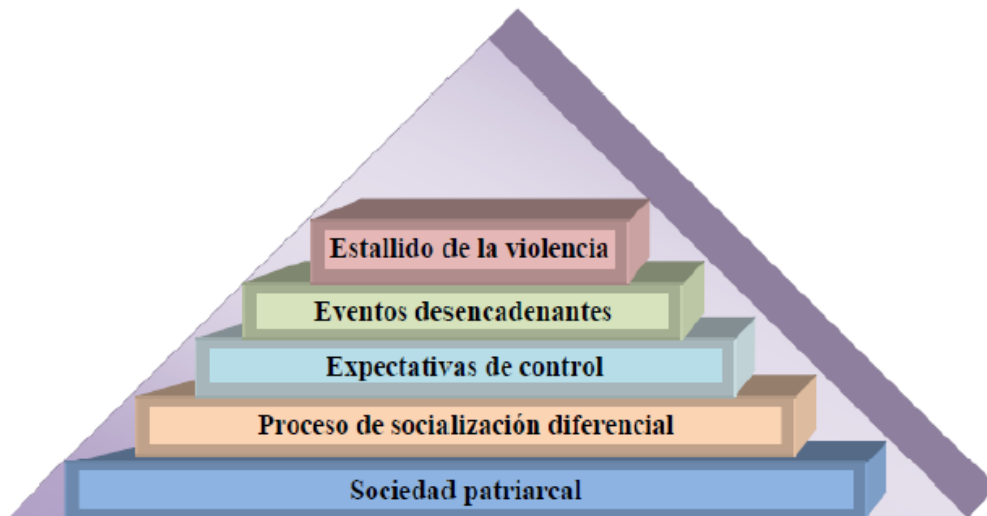 Estallido de la violencia
Eventos desencadenantes
Expectativas de control
Proceso de socialización diferencial
Sociedad patriarcal